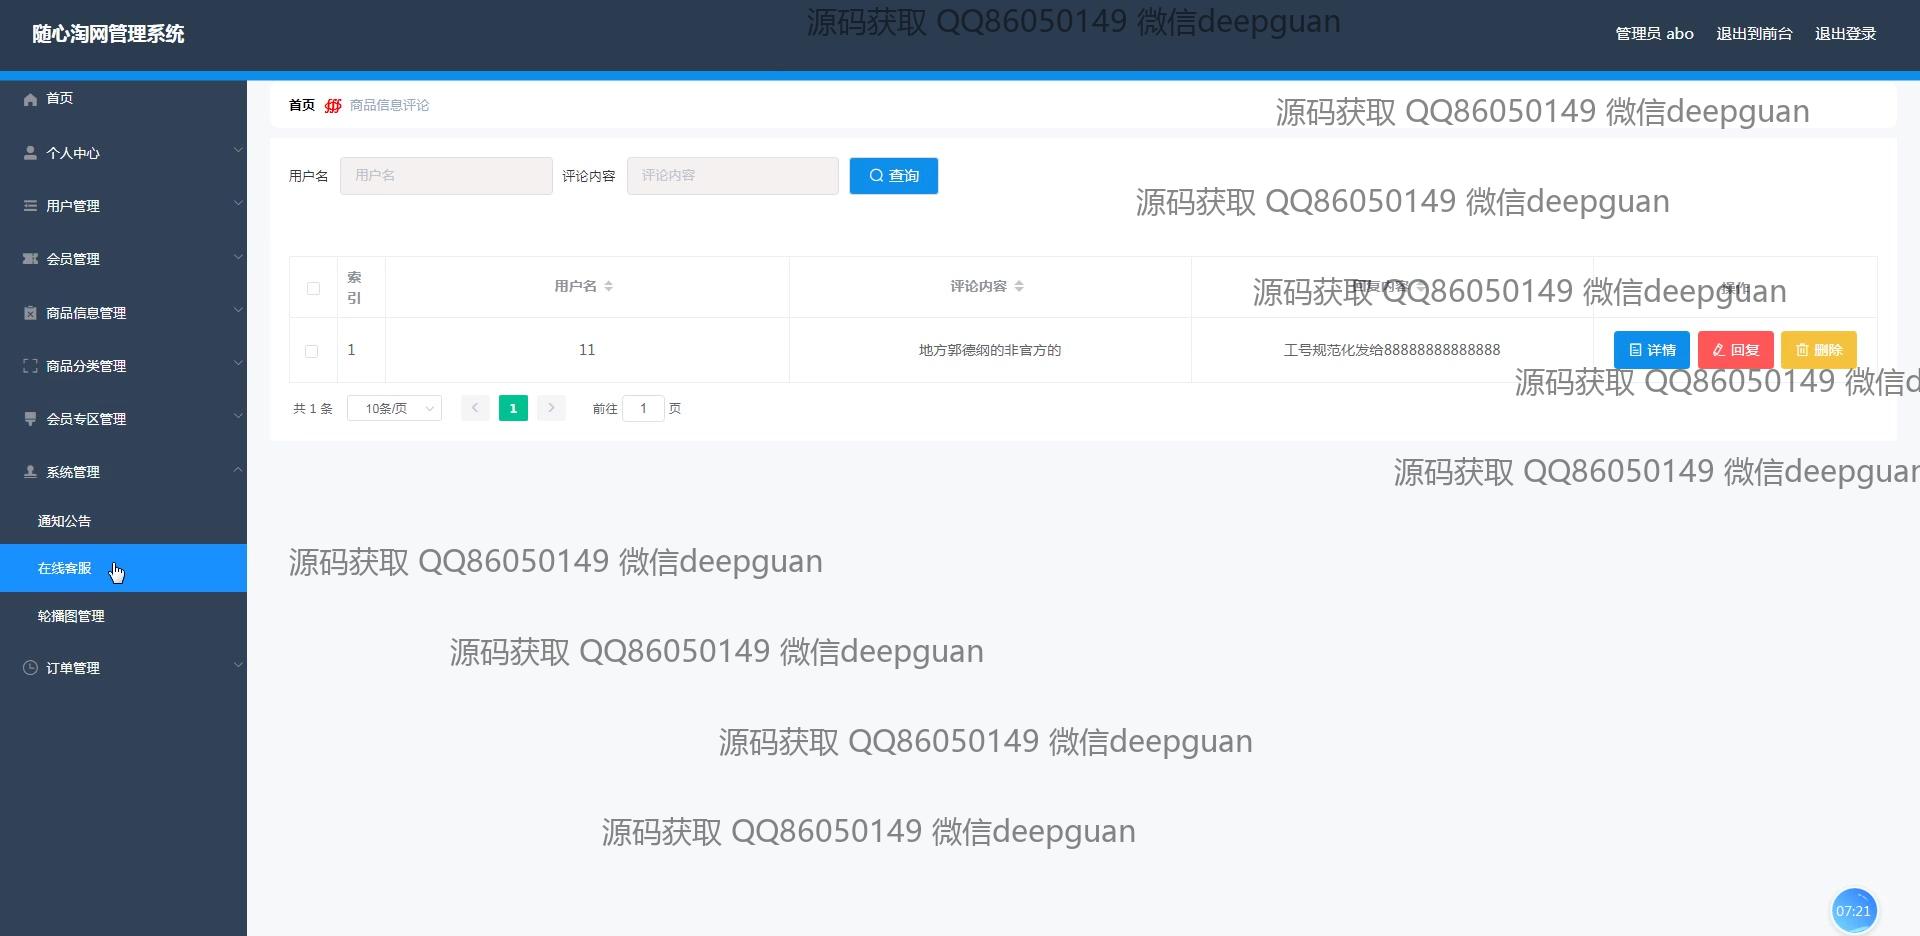 随心淘网管理系统
源码获取 QQ86050149 微信deepguan
管理员 abo 退出到前台 退出登录
首页
个人中心
用户管理
会员管理
商品信息管理
商品分类管理
会员专区管理
系统管理
通知公告
在线客服
轮播图管理
订单管理
首页 商品信息评论
源码获取 QQ86050149 微信deepguan
用户名 用户名 评论内容 评论内容 查询
源码获取 QQ86050149 微信deepguan
索引 用户名 评论内容 回复内容 操作
源码获取 QQ86050149 微信deepguan
1 11 地方郭德纲的非官方的 工号规范化发给88888888888888 详情 回复 删除
源码获取 QQ86050149 微信d
共 1 条 10条/页 1 前往 1 页
源码获取 QQ86050149 微信deepguan
源码获取 QQ86050149 微信deepguan
源码获取 QQ86050149 微信deepguan
源码获取 QQ86050149 微信deepguan
源码获取 QQ86050149 微信deepguan
07:21